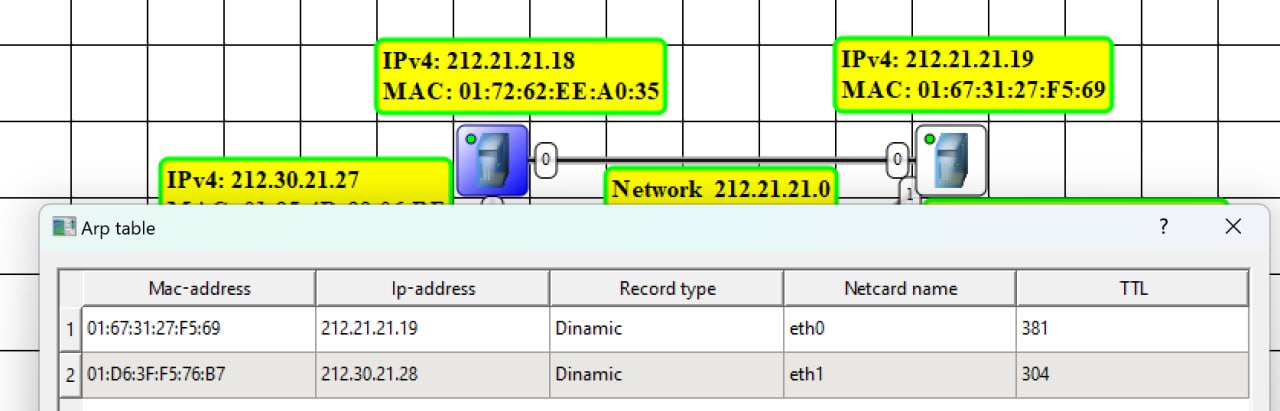 IPv4: 212.21.21.18
MAC: 01:72:62:EE:A0:35
IPv4: 212.21.21.19
MAC: 01:67:31:27:F5:69
0
0
IPv4: 212.30.21.27
Network 212.21.21.0
1
Arp table
?
Mac-address Ip-address Record type Netcard name TTL
1 01:67:31:27:F5:69 212.21.21.19 Dinamic eth0 381
2 01:D6:3F:F5:76:B7 212.30.21.28 Dinamic eth1 304